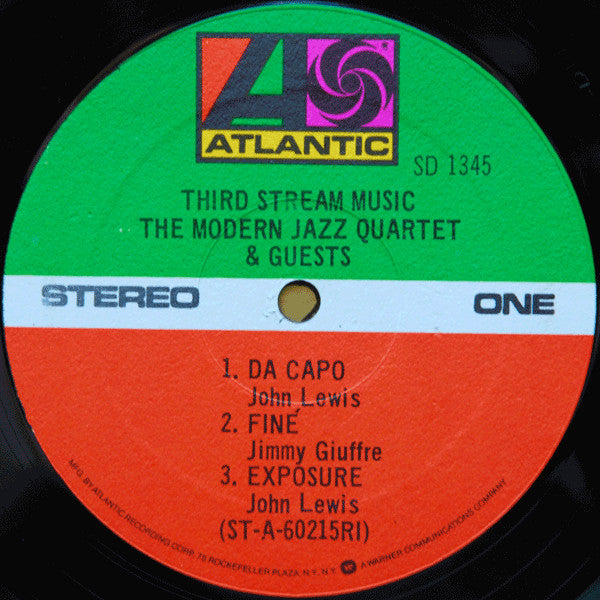 ATLANTIC
SD 1345
THIRD STREAM MUSIC
THE MODERN JAZZ QUARTET
& GUESTS
STEREO ONE
1. DA CAPO
John Lewis
2. FINÉ
Jimmy Giuffre
3. EXPOSURE
John Lewis
(ST-A-60215RI)
MFG. BY ATLANTIC RECORDING CORP., 75 ROCKEFELLER PLAZA, N.Y., N.Y. W A WARNER COMMUNICATIONS COMPANY